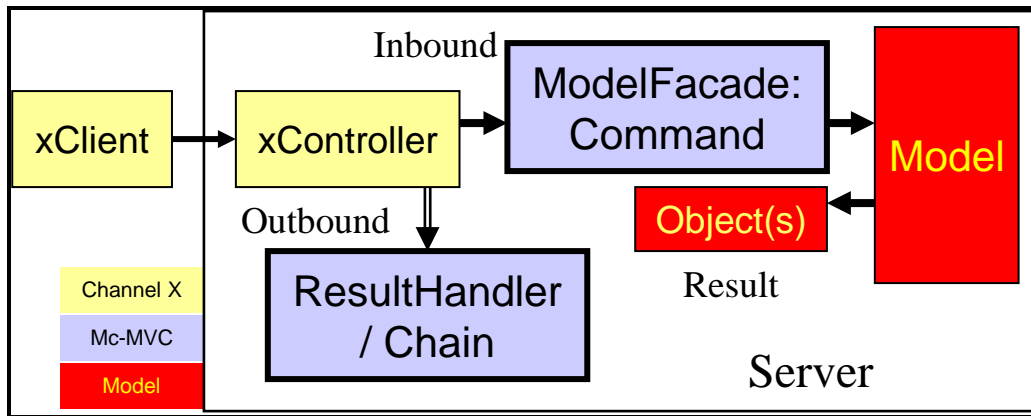 Inbound
ModelFacade:
Command
xClient
xController
Model
Outbound
Object(s)
Result
ResultHandler
/ Chain
Channel X
Mc-MVC
Model
Server